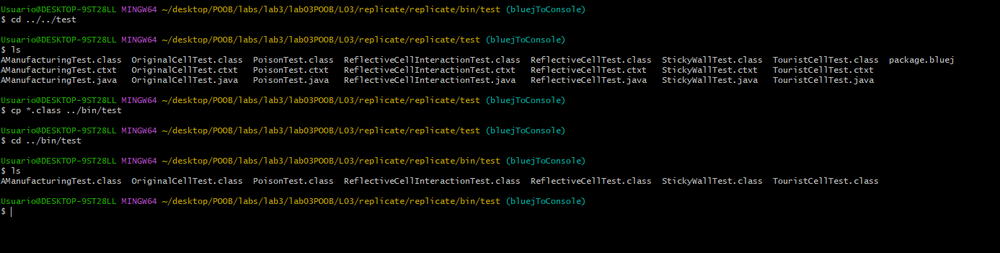 Usuario@DESKTOP-9ST28LL MINGW64 ~/desktop/POOB/labs/lab3/lab03POOB/LO3/replicate/replicate/bin/test (bluejToConsole)
$ cd ../../test
Usuario@DESKTOP-9ST28LL MINGW64 ~/desktop/POOB/labs/lab3/lab03POOB/LO3/replicate/replicate/test (bluejToConsole)
$ ls
AManufacturingTest.class  OriginalCellTest.class  PoisonTest.class  ReflectiveCellInteractionTest.class  ReflectiveCellTest.class  StickyWallTest.class  TouristCellTest.class  package.bluej
AManufacturingTest.ctxt  OriginalCellTest.ctxt  PoisonTest.ctxt  ReflectiveCellInteractionTest.ctxt  ReflectiveCellTest.ctxt  StickyWallTest.ctxt  TouristCellTest.ctxt
AManufacturingTest.java  OriginalCellTest.java  PoisonTest.java  ReflectiveCellInteractionTest.java  ReflectiveCellTest.java  StickyWallTest.java  TouristCellTest.java
Usuario@DESKTOP-9ST28LL MINGW64 ~/desktop/POOB/labs/lab3/lab03POOB/LO3/replicate/replicate/test (bluejToConsole)
$ cp *.class ../bin/test
Usuario@DESKTOP-9ST28LL MINGW64 ~/desktop/POOB/labs/lab3/lab03POOB/LO3/replicate/replicate/test (bluejToConsole)
$ cd ../bin/test
Usuario@DESKTOP-9ST28LL MINGW64 ~/desktop/POOB/labs/lab3/lab03POOB/LO3/replicate/replicate/bin/test (bluejToConsole)
$ ls
AManufacturingTest.class  OriginalCellTest.class  PoisonTest.class  ReflectiveCellInteractionTest.class  ReflectiveCellTest.class  StickyWallTest.class  TouristCellTest.class
Usuario@DESKTOP-9ST28LL MINGW64 ~/desktop/POOB/labs/lab3/lab03POOB/LO3/replicate/replicate/bin/test (bluejToConsole)
$